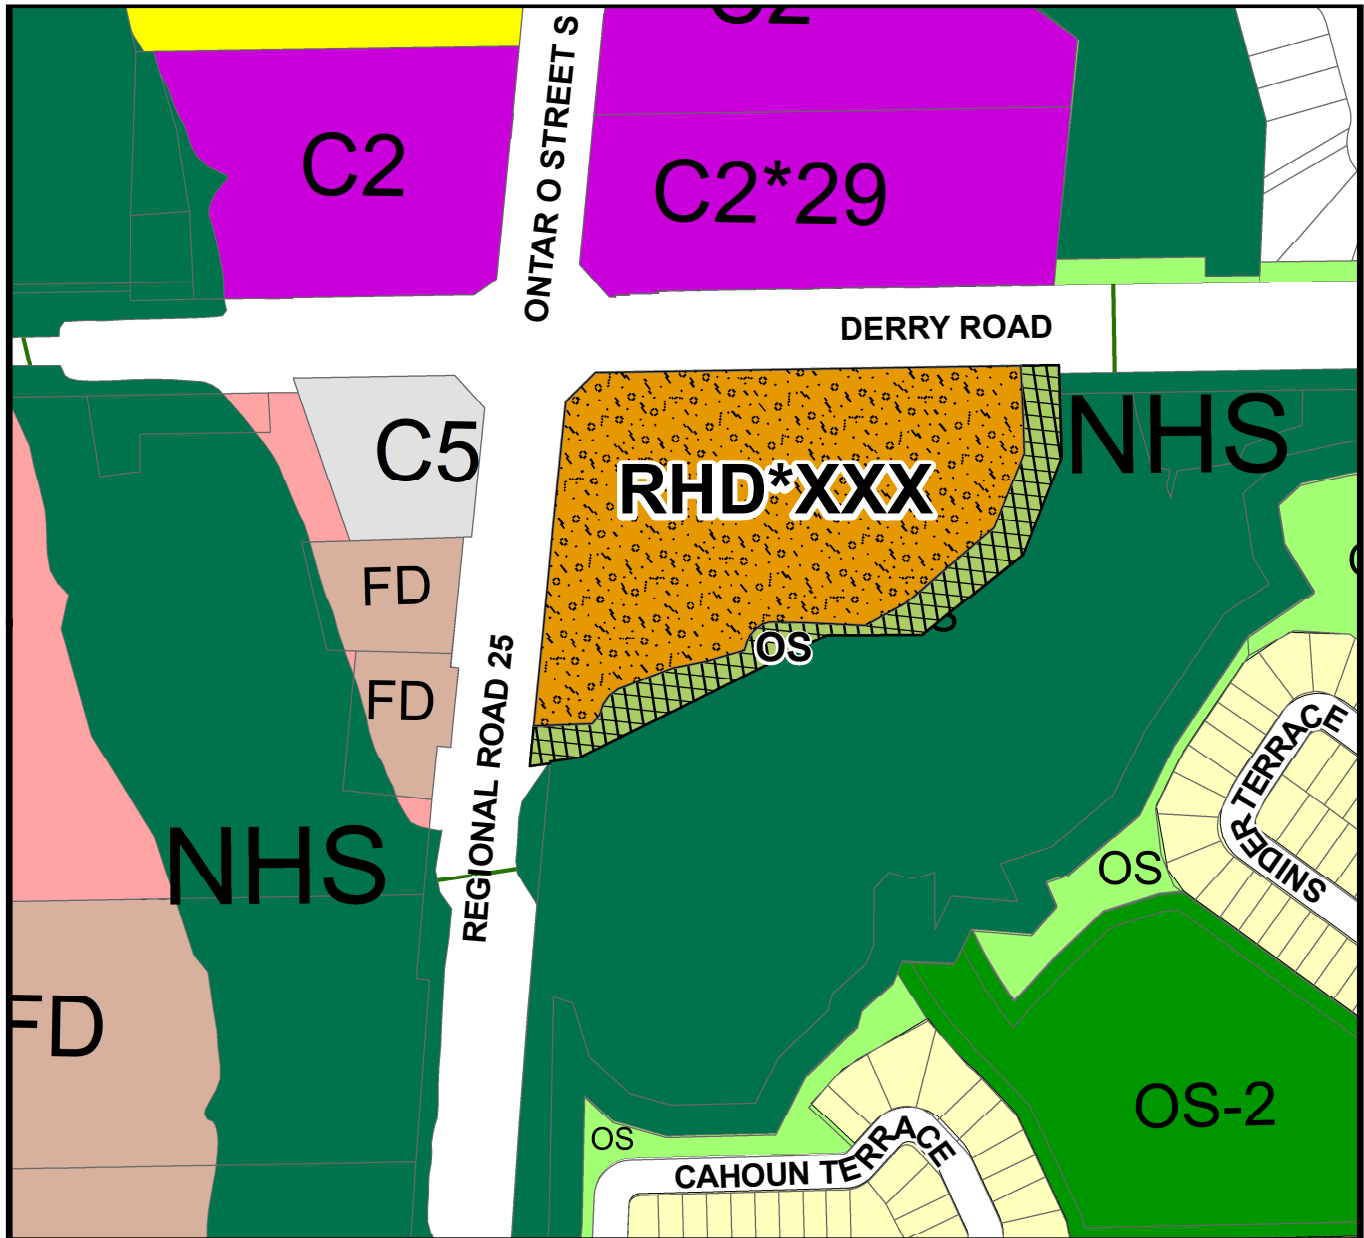 C2
ONTAR O STREET S
C2
C2*29
DERRY ROAD
C5
RHD*XXX
NHS
FD
OS
FD
REGIONAL ROAD 25
SNIDER TERRACE
NHS
OS
FD
OS-2
OS
CAHOUN TERRACE